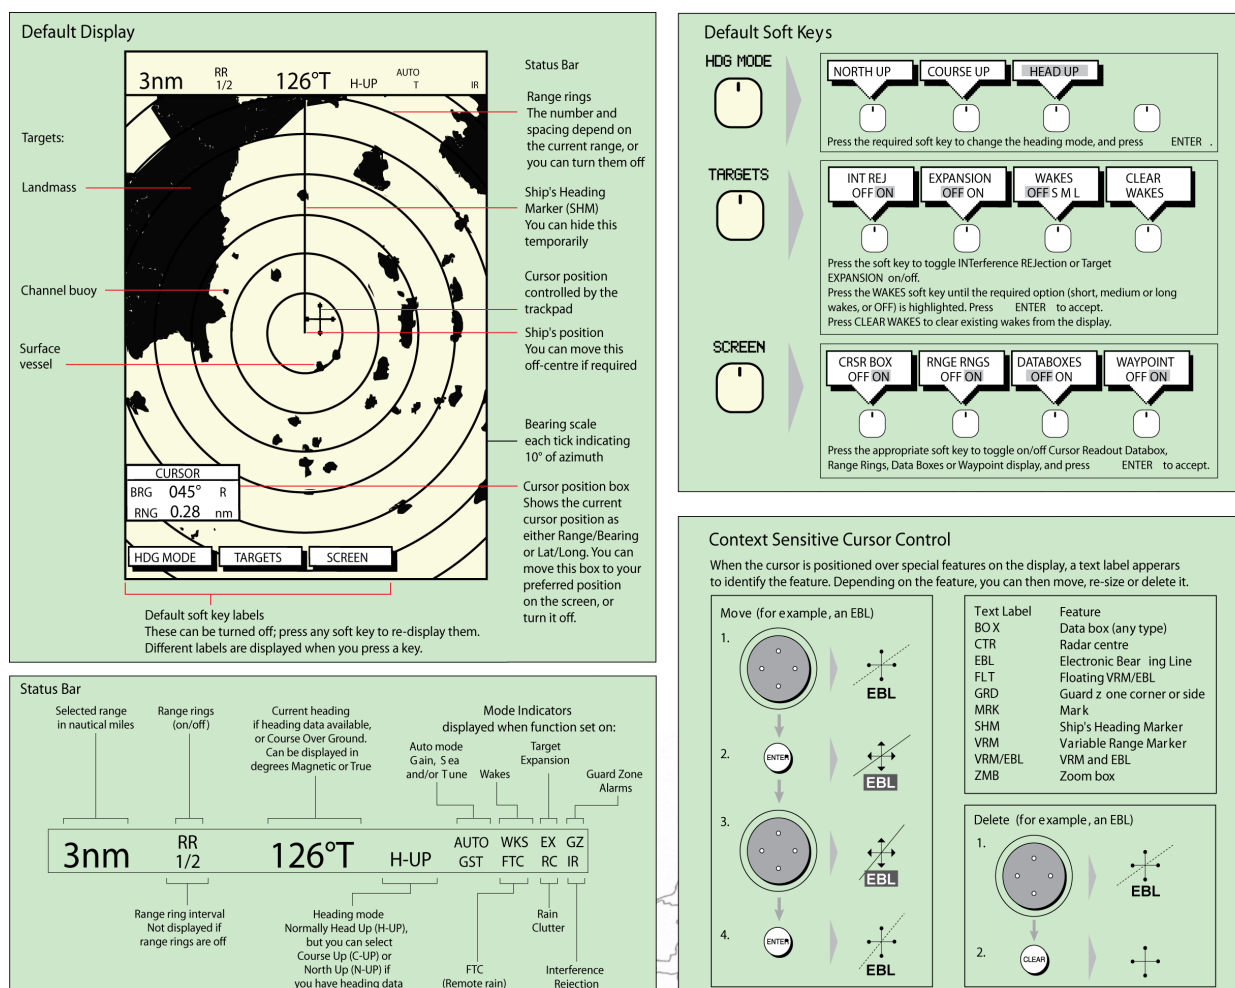 Default Display
3nm
RR
1/2
126°T
H-UP
AUTO
T
IR
Targets:
Landmass
Channel buoy
Surface
vessel
Status Bar
Range rings
The number and
spacing depend on
the current range, or
you can turn them off
Ship's Heading
Marker (SHM)
You can hide this
temporarily
Cursor position
controlled by the
trackpad
Ship's position
You can move this
off-centre if required
Bearing scale
each tick indicating
10° of azimuth
Cursor position box
Shows the current
cursor position as
either Range/Bearing
or Lat/Long. You can
move this box to your
preferred position
on the screen, or
turn it off.
CURSOR
BRG 045° R
RNG 0.28 nm
HDG MODE
TARGETS
SCREEN
Default soft key labels
These can be turned off; press any soft key to re-display them.
Different labels are displayed when you press a key.
Status Bar
Selected range
in nautical miles
Range rings
(on/off)
Current heading
if heading data available,
or Course Over Ground.
Can be displayed in
degrees Magnetic or True
Mode Indicators
displayed when function set on:
Auto mode
Gain, Sea
and/or Tune
Wakes
Target
Expansion
Guard Zone
Alarms
3nm
RR
1/2
126°T
H-UP
AUTO WKS EX GZ
GST FTC RC IR
Range ring interval
Not displayed if
range rings are off
Heading mode
Normally Head Up (H-UP),
but you can select
Course Up (C-UP) or
North Up (N-UP) if
you have heading data
FTC
(Remote rain)
Rain
Clutter
Interference
Rejection
Default Soft Keys
HDG MODE
NORTH UP
COURSE UP
HEAD UP
Press the required soft key to change the heading mode, and press ENTER .
TARGETS
INT REJ
OFF ON
EXPANSION
OFF ON
WAKES
OFF S M L
CLEAR
WAKES
Press the soft key to toggle INTerference REJection or Target
EXPANSION on/off.
Press the WAKES soft key until the required option (short, medium or long
wakes, or OFF) is highlighted. Press ENTER to accept.
Press CLEAR WAKES to clear existing wakes from the display.
SCREEN
CRSR BOX
OFF ON
RNGE RNGS
OFF ON
DATABOXES
OFF ON
WAYPOINT
OFF ON
Press the appropriate soft key to toggle on/off Cursor Readout Databox,
Range Rings, Data Boxes or Waypoint display, and press ENTER to accept.
Context Sensitive Cursor Control
When the cursor is positioned over special features on the display, a text label apperars
to identify the feature. Depending on the feature, you can then move, re-size or delete it.
Move (for example, an EBL)
1.
EBL
2.
ENTER
EBL
3.
EBL
4.
ENTER
EBL
Text Label Feature
BOX Data box (any type)
CTR Radar centre
EBL Electronic Bear ing Line
FLT Floating VRM/EBL
GRD Guard z one corner or side
MRK Mark
SHM Ship's Heading Marker
VRM Variable Range Marker
VRM/EBL VRM and EBL
ZMB Zoom box
Delete (for example, an EBL)
1.
EBL
2.
CLEAR